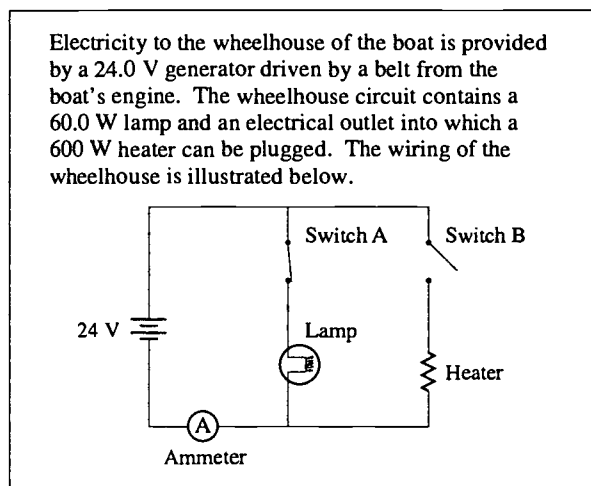 Electricity to the wheelhouse of the boat is provided
by a 24.0 V generator driven by a belt from the
boat's engine. The wheelhouse circuit contains a
60.0 W lamp and an electrical outlet into which a
600 W heater can be plugged. The wiring of the
wheelhouse is illustrated below.
Switch A
Switch B
24 V
Lamp
Heater
A
Ammeter